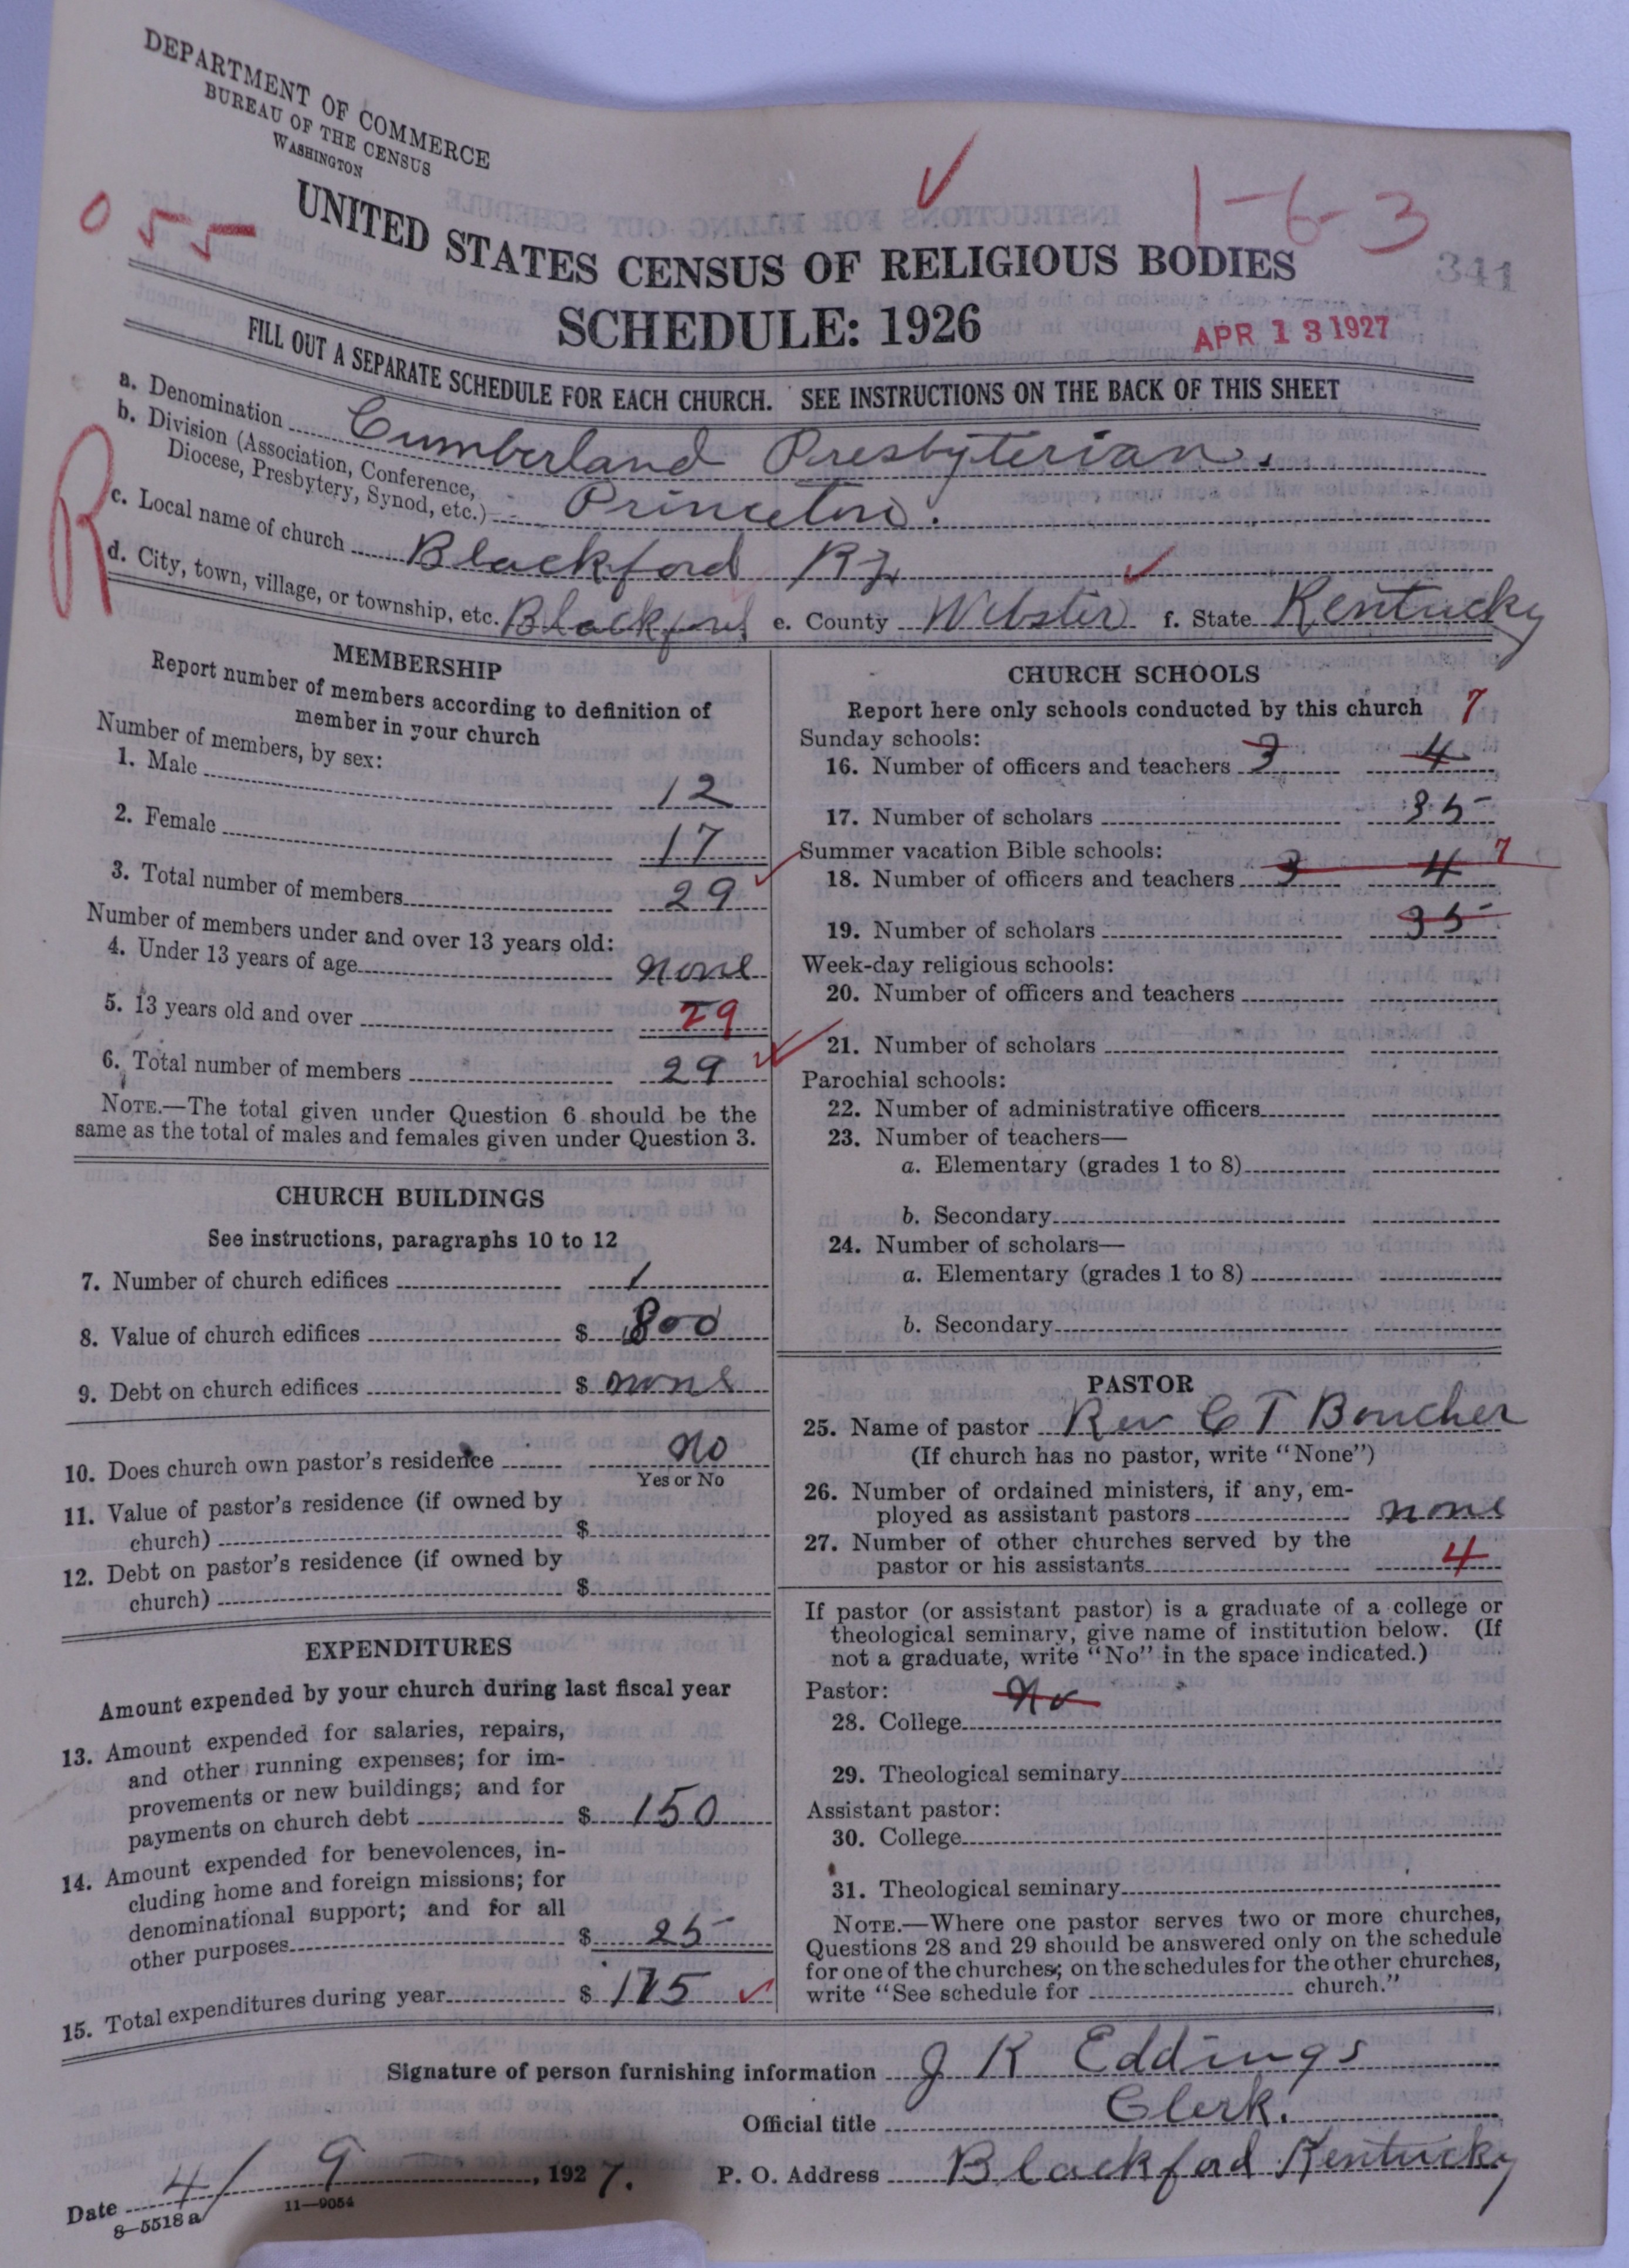 DEPARTMENT OF COMMERCE
BUREAU OF THE CENSUS
WASHINGTON
055
1-6-3
341
UNITED STATES CENSUS OF RELIGIOUS BODIES
SCHEDULE: 1926
APR 13 1927
FILL OUT A SEPARATE SCHEDULE FOR EACH CHURCH. SEE INSTRUCTIONS ON THE BACK OF THIS SHEET
R
a. Denomination Cumberland Presbyterian.
b. Division (Association, Conference,
Diocese, Presbytery, Synod, etc.) Princeton.
c. Local name of church Blackford Ky
d. City, town, village, or township, etc. Blackford e. County Webster f. State Kentucky
MEMBERSHIP
Report number of members according to definition of
member in your church
Number of members, by sex:
1. Male 12
2. Female 17
3. Total number of members 29
Number of members under and over 13 years old:
4. Under 13 years of age none
5. 13 years old and over 29
6. Total number of members 29
NOTE.—The total given under Question 6 should be the
same as the total of males and females given under Question 3.
CHURCH BUILDINGS
See instructions, paragraphs 10 to 12
7. Number of church edifices 1
8. Value of church edifices $ 800
9. Debt on church edifices $ none
10. Does church own pastor's residence no
Yes or No
11. Value of pastor's residence (if owned by
church) $
12. Debt on pastor's residence (if owned by
church) $
EXPENDITURES
Amount expended by your church during last fiscal year
13. Amount expended for salaries, repairs,
and other running expenses; for im-
provements or new buildings; and for
payments on church debt $ 150
14. Amount expended for benevolences, in-
cluding home and foreign missions; for
denominational support; and for all
other purposes $ 25
15. Total expenditures during year $ 175
CHURCH SCHOOLS
Report here only schools conducted by this church 7
Sunday schools:
16. Number of officers and teachers 3 4
17. Number of scholars 35
Summer vacation Bible schools:
18. Number of officers and teachers 3 4 7
19. Number of scholars 35
Week-day religious schools:
20. Number of officers and teachers
21. Number of scholars
Parochial schools:
22. Number of administrative officers
23. Number of teachers—
a. Elementary (grades 1 to 8)
b. Secondary
24. Number of scholars—
a. Elementary (grades 1 to 8)
b. Secondary
PASTOR
25. Name of pastor Rev C T Boucher
(If church has no pastor, write "None")
26. Number of ordained ministers, if any, em-
ployed as assistant pastors none
27. Number of other churches served by the
pastor or his assistants 4
If pastor (or assistant pastor) is a graduate of a college or
theological seminary, give name of institution below. (If
not a graduate, write "No" in the space indicated.)
Pastor: No
28. College
29. Theological seminary
Assistant pastor:
30. College
31. Theological seminary
NOTE.—Where one pastor serves two or more churches,
Questions 28 and 29 should be answered only on the schedule
for one of the churches; on the schedules for the other churches,
write "See schedule for church."
Signature of person furnishing information J K Eddings
Official title Clerk.
Date 4/9, 1927. P. O. Address Blackford Kentucky
8—5518 a 11—9054